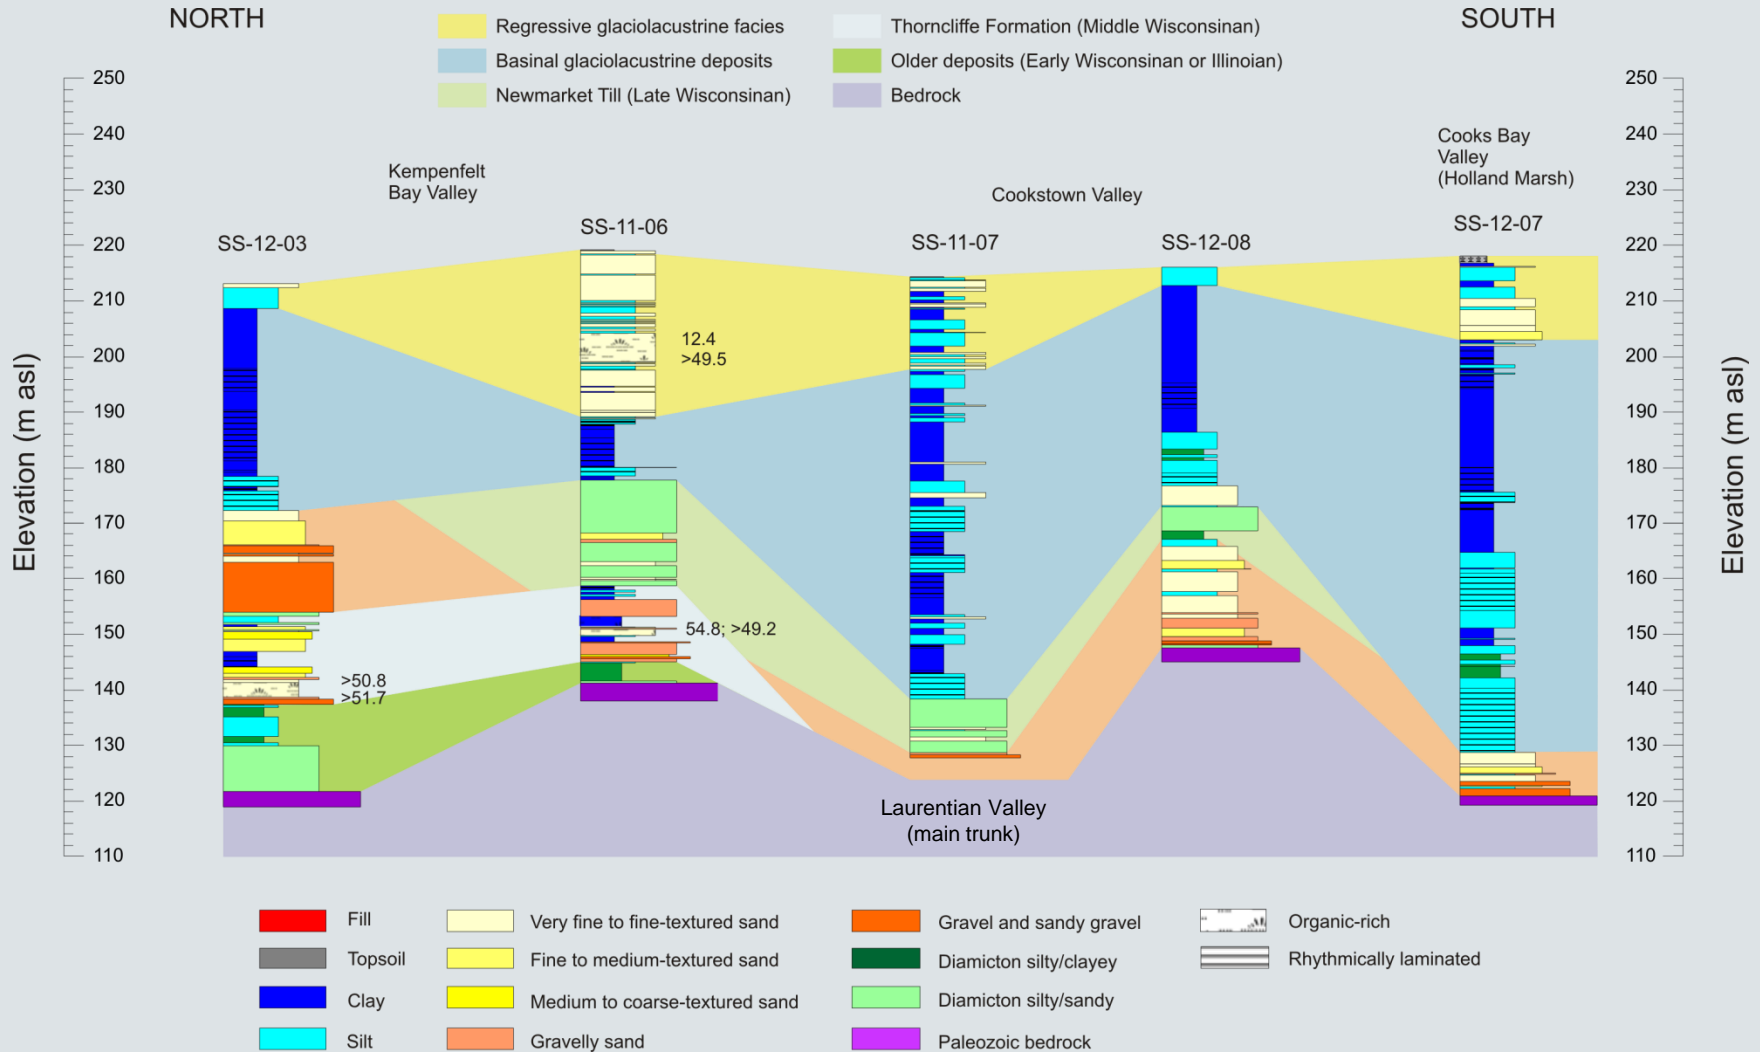 NORTH
SOUTH
Regressive glaciolacustrine facies
Basinal glaciolacustrine deposits
Newmarket Till (Late Wisconsinan)
Thorncliffe Formation (Middle Wisconsinan)
Older deposits (Early Wisconsinan or Illinoian)
Bedrock
Elevation (m asl)
250
240
230
220
210
200
190
180
170
160
150
140
130
120
110
Kempenfelt
Bay Valley
Cookstown Valley
Cooks Bay
Valley
(Holland Marsh)
SS-12-03
SS-11-06
SS-11-07
SS-12-08
SS-12-07
12.4
>49.5
54.8; >49.2
>50.8
>51.7
Laurentian Valley
(main trunk)
250
240
230
220
210
200
190
180
170
160
150
140
130
120
110
Elevation (m asl)
Fill
Topsoil
Clay
Silt
Very fine to fine-textured sand
Fine to medium-textured sand
Medium to coarse-textured sand
Gravelly sand
Gravel and sandy gravel
Diamicton silty/clayey
Diamicton silty/sandy
Paleozoic bedrock
Organic-rich
Rhythmically laminated